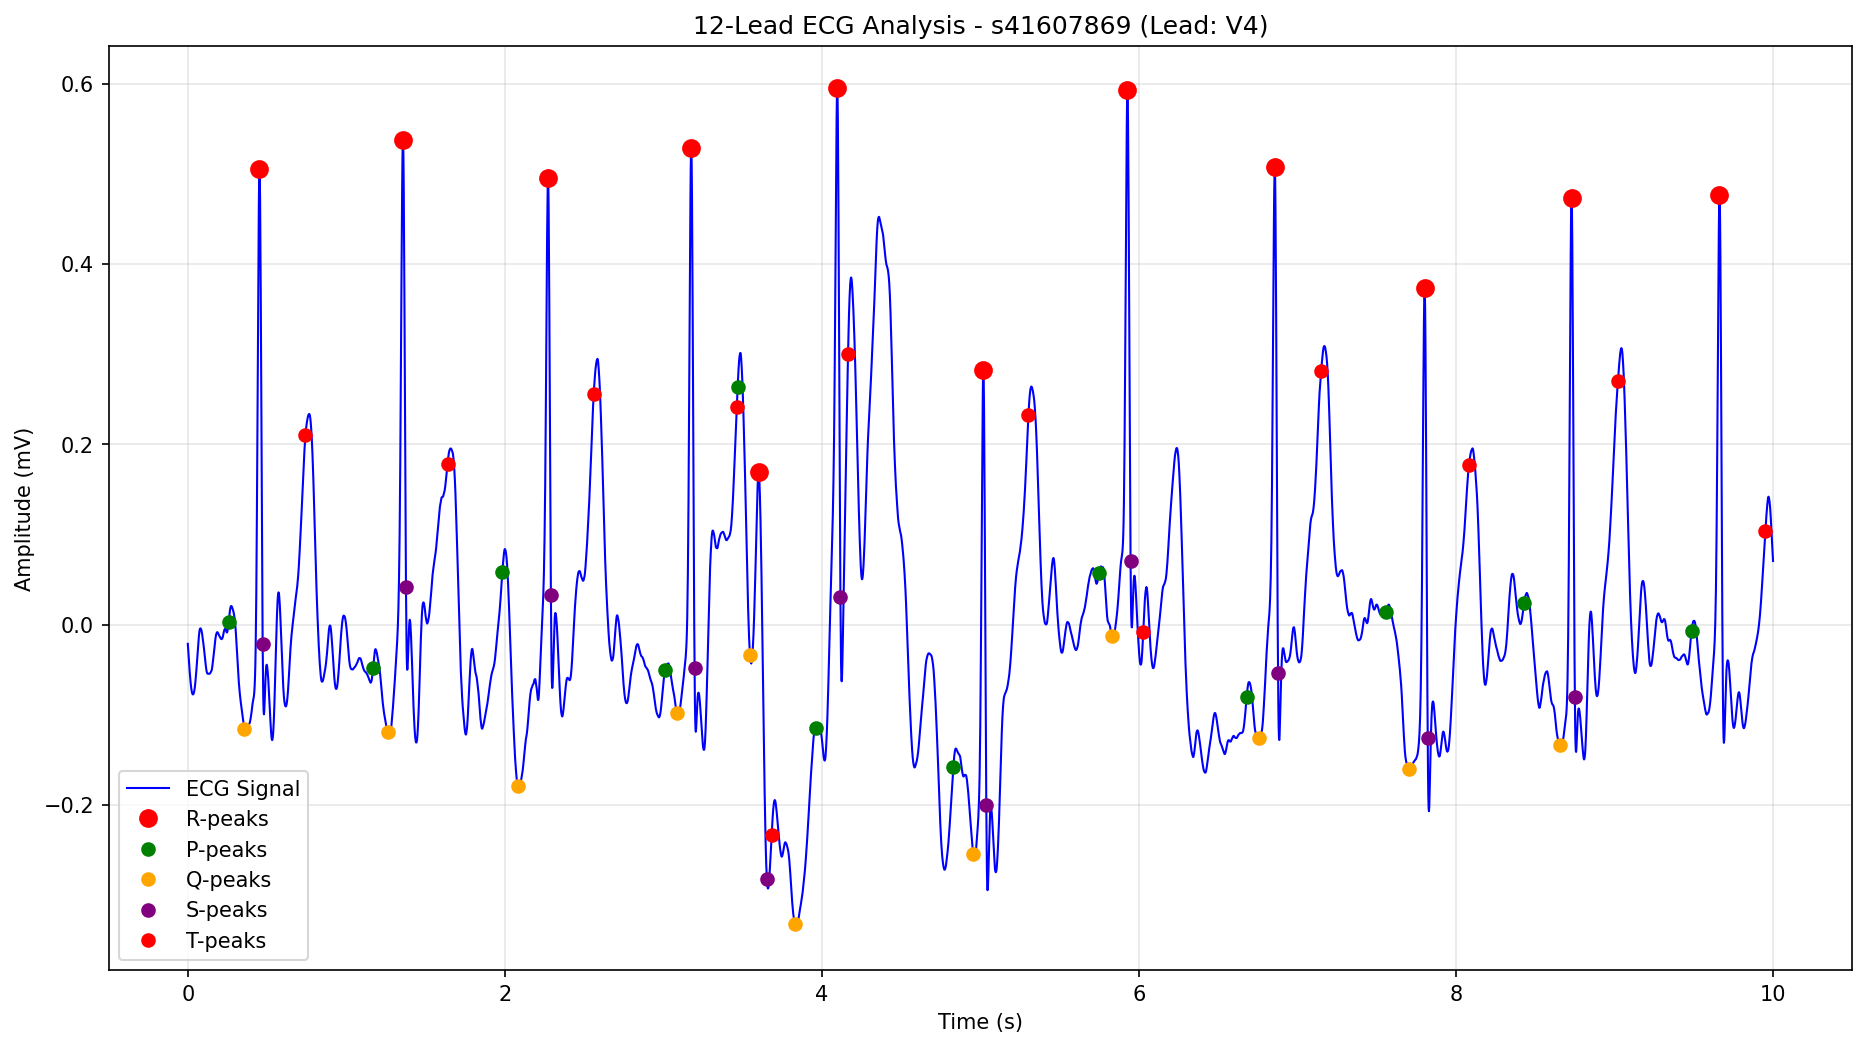 12-Lead ECG Analysis - s41607869 (Lead: V4)
Amplitude (mV)
0.6
0.4
0.2
0.0
−0.2
ECG Signal
R-peaks
P-peaks
Q-peaks
S-peaks
T-peaks
0 2 4 6 8 10
Time (s)